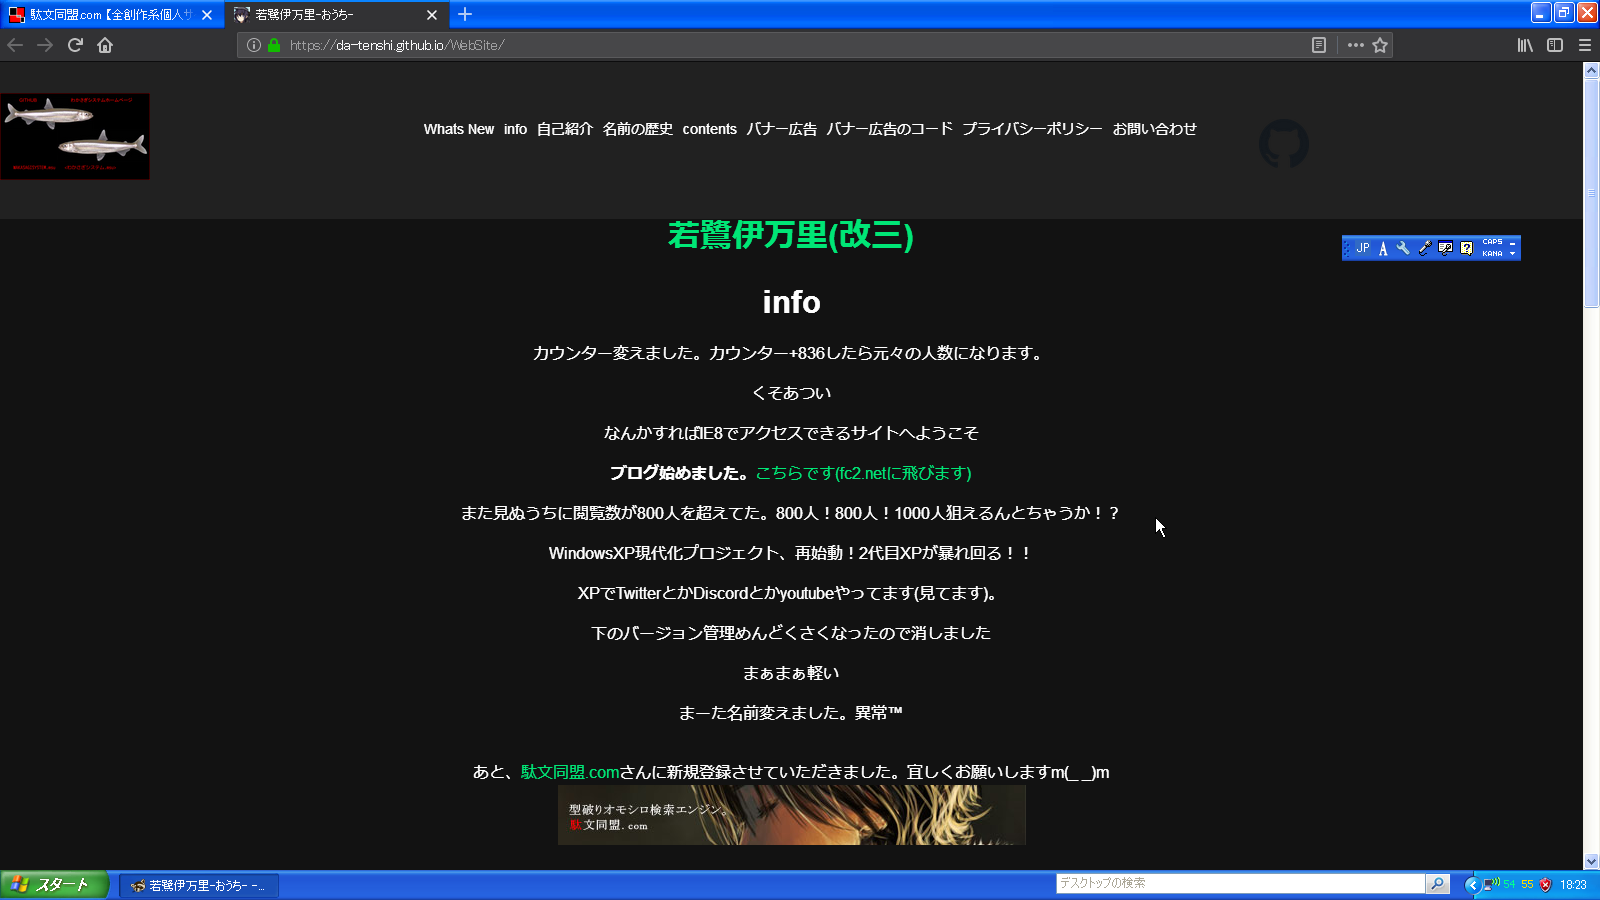 駄文同盟.com【全創作系個人サ
若鷺伊万里-おうち-
https://da-tenshi.github.io/WebSite/
Whats New info 自己紹介 名前の歴史 contents バナー広告 バナー広告のコード プライバシーポリシー お問い合わせ
若鷺伊万里(改三)
JP A CAPS KANA
info
カウンター変えました。カウンター+836したら元々の人数になります。
くそあつい
なんかすればIE8でアクセスできるサイトへようこそ
ブログ始めました。こちらです(fc2.netに飛びます)
また見ぬうちに閲覧数が800人を超えてた。800人！800人！1000人狙えるんとちゃうか！？
WindowsXP現代化プロジェクト、再始動！2代目XPが暴れ回る！！
XPでTwitterとかDiscordとかyoutubeやってます(見てます)。
下のバージョン管理めんどくさくなったので消しました
まぁまぁ軽い
まーた名前変えました。異常™
あと、駄文同盟.comさんに新規登録させていただきました。宜しくお願いしますm(_ _)m
型破りオモシロ検索エンジン。
駄文同盟.com
スタート
若鷺伊万里-おうち- -...
デスクトップの検索
54 55
18:23